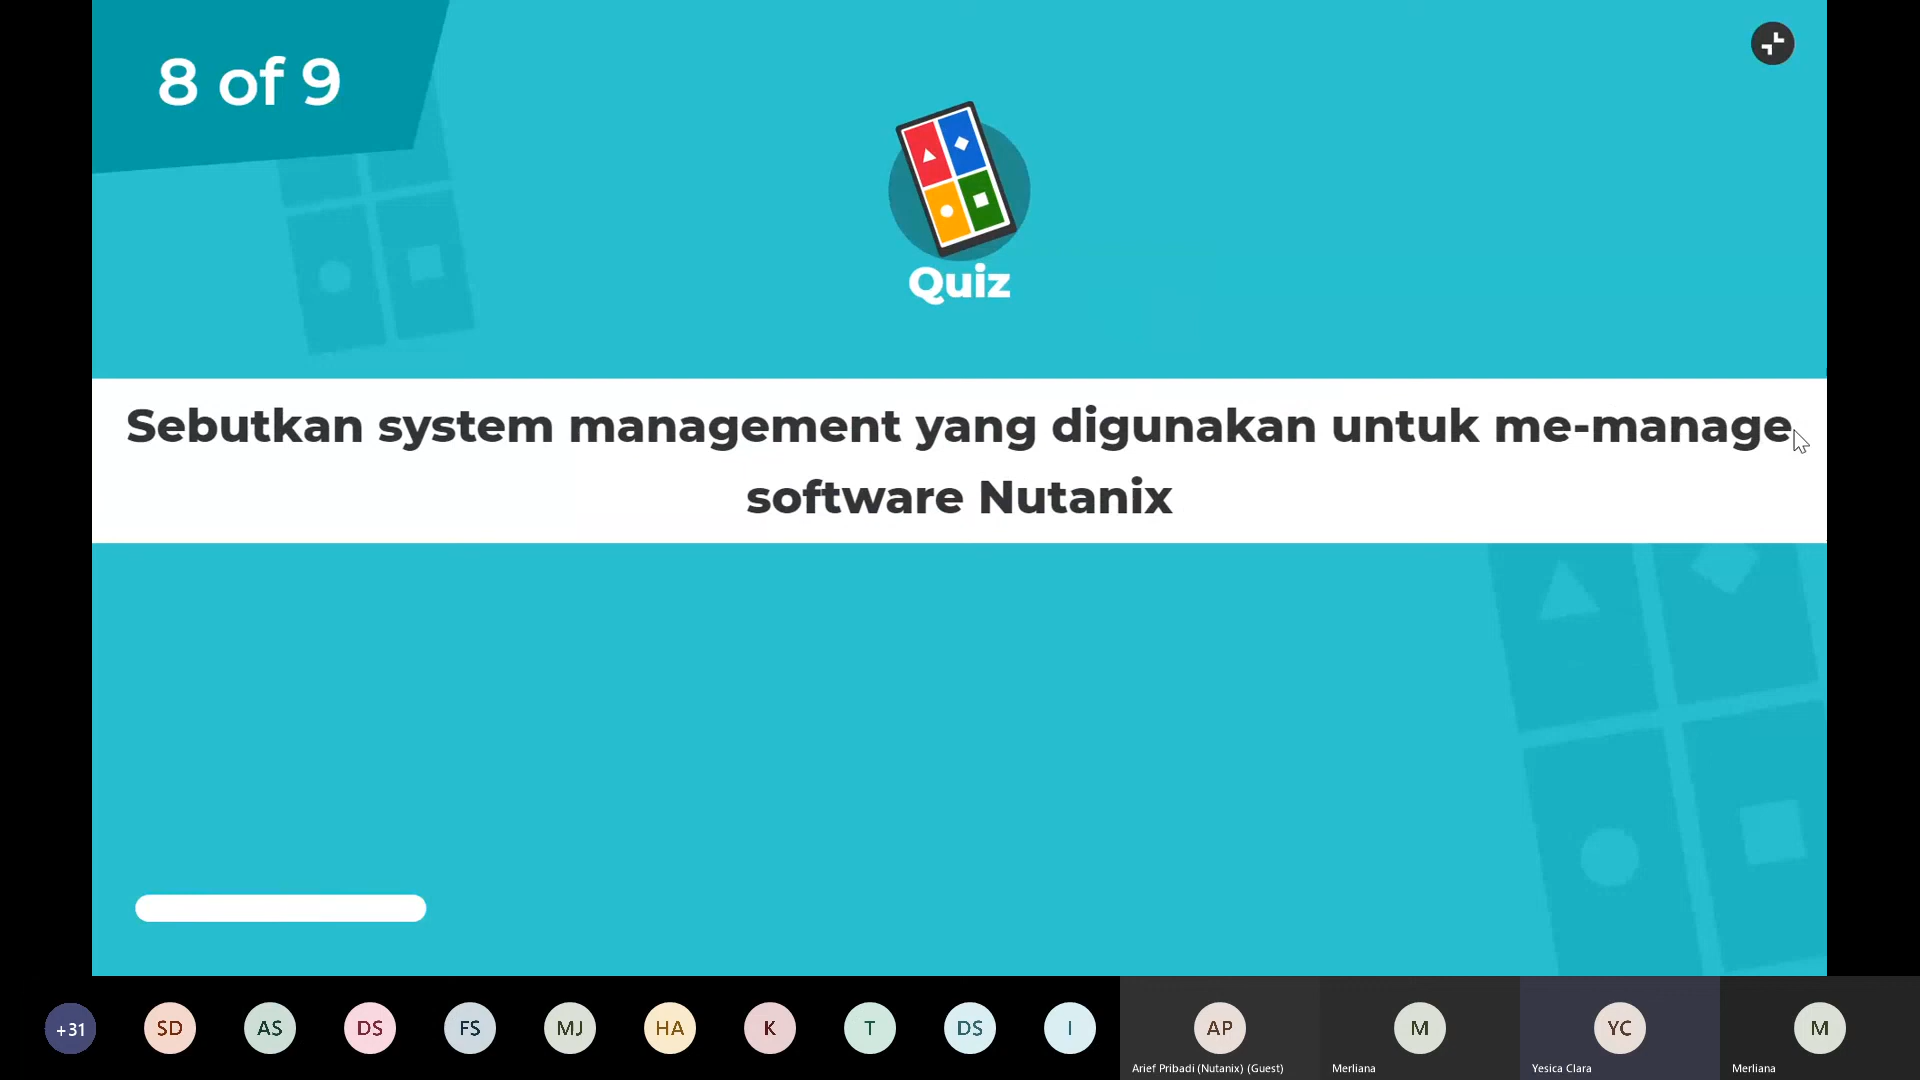 8 of 9
Quiz
Sebutkan system management yang digunakan untuk me-manage
software Nutanix
+31
SD
AS
DS
FS
MJ
HA
K
T
DS
I
AP
M
YC
M
Arief Pribadi (Nutanix) (Guest)
Merliana
Yesica Clara
Merliana